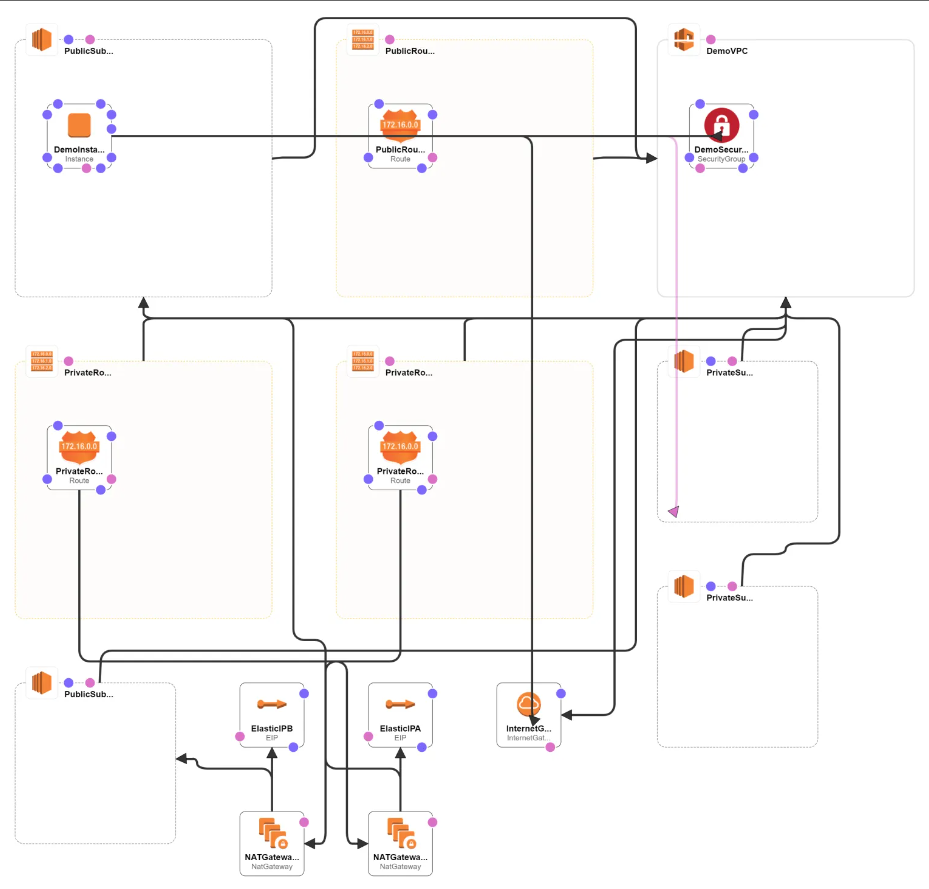 PublicSub...
PublicRou...
DemoVPC
DemoInsta...
Instance
172.16.0.0
PublicRou...
Route
DemoSecur...
SecurityGroup
PrivateRo...
PrivateRo...
PrivateSu...
172.16.0.0
PrivateRo...
Route
172.16.0.0
PrivateRo...
Route
PrivateSu...
PublicSub...
ElasticIPB
EIP
ElasticIPA
EIP
InternetG...
InternetGat...
NATGatewa...
NatGateway
NATGatewa...
NatGateway